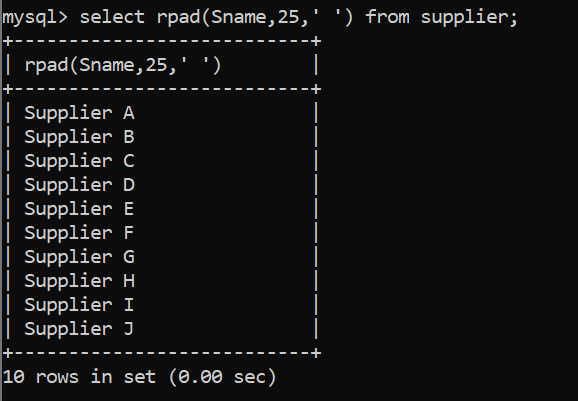 mysql> select rpad(Sname,25,' ') from supplier;
+---------------------------+
| rpad(Sname,25,' ')        |
+---------------------------+
| Supplier A                |
| Supplier B                |
| Supplier C                |
| Supplier D                |
| Supplier E                |
| Supplier F                |
| Supplier G                |
| Supplier H                |
| Supplier I                |
| Supplier J                |
+---------------------------+
10 rows in set (0.00 sec)